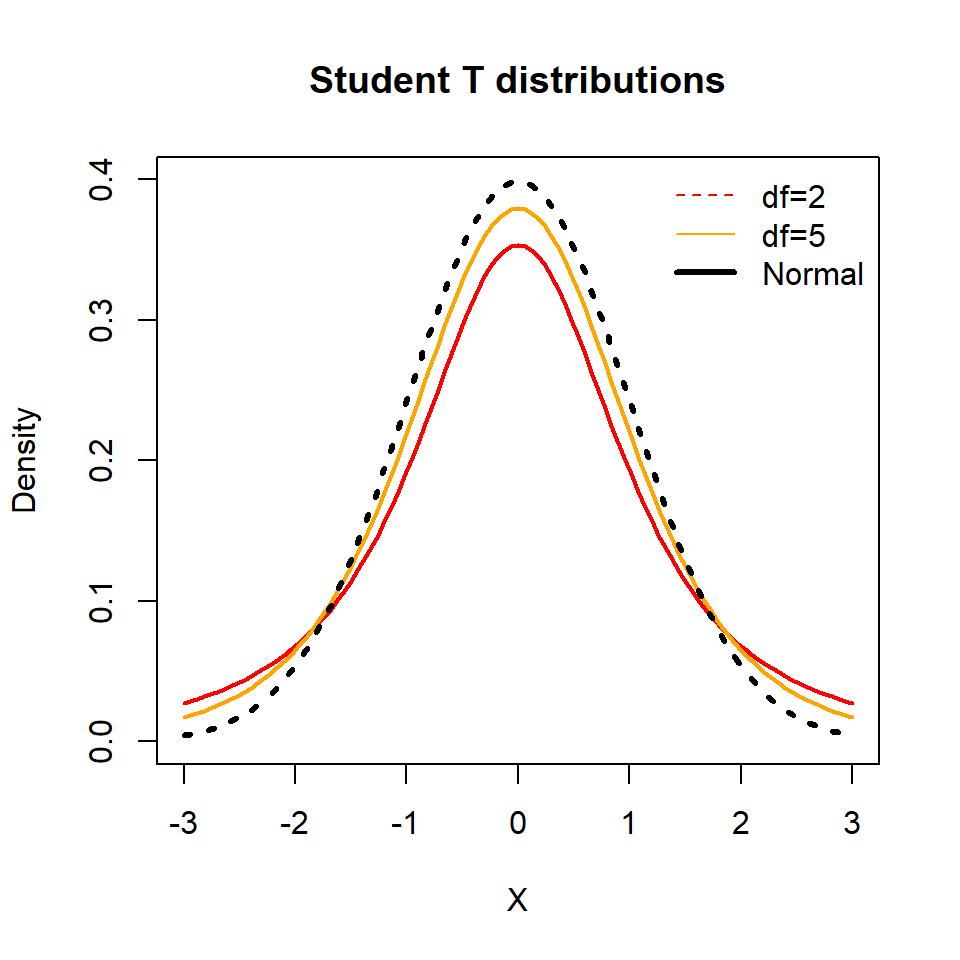 Student T distributions
df=2
df=5
Normal
Density
0.4
0.3
0.2
0.1
0.0
-3 -2 -1 0 1 2 3
X